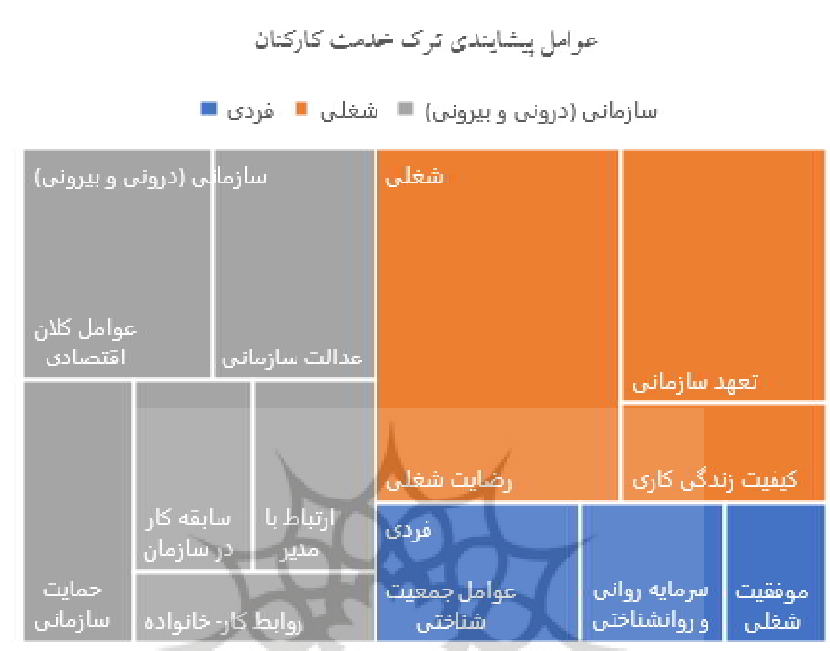 عوامل پیشایندی ترک خدمت کارکنان
سازمانی (درونی و بیرونی) شغلی فردی
سازمانی (درونی و بیرونی)
عوامل کلان
اقتصادی
عدالت سازمانی
حمایت
سازمانی
سابقه کار
در سازمان
ارتباط با
مدیر
روابط کار- خانواده
شغلی
رضایت شغلی
تعهد سازمانی
کیفیت زندگی کاری
فردی
عوامل جمعیت
شناختی
سرمایه روانی
و روانشناختی
موفقیت
شغلی